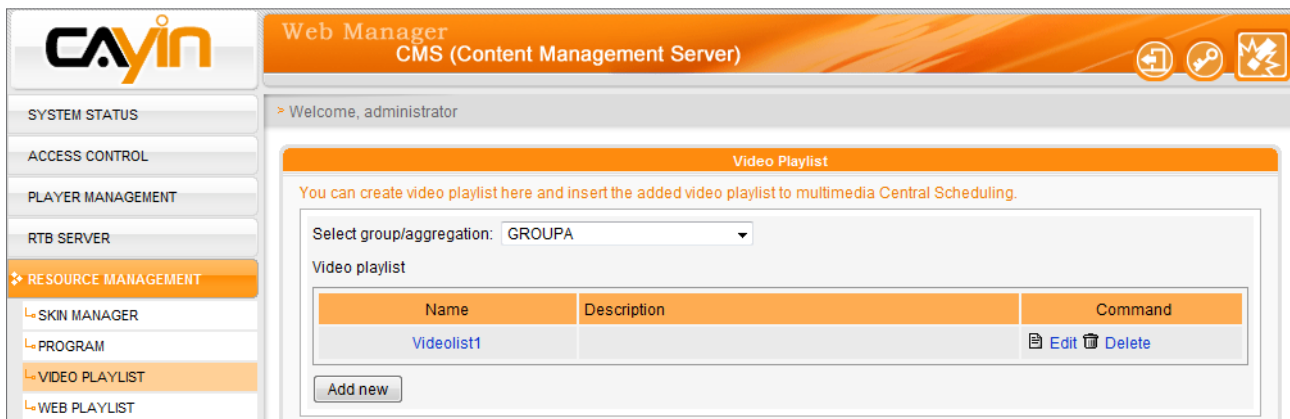 CAYIN
Web Manager
CMS (Content Management Server)
SYSTEM STATUS
ACCESS CONTROL
PLAYER MANAGEMENT
RTB SERVER
RESOURCE MANAGEMENT
SKIN MANAGER
PROGRAM
VIDEO PLAYLIST
WEB PLAYLIST
> Welcome, administrator
Video Playlist
You can create video playlist here and insert the added video playlist to multimedia Central Scheduling.
Select group/aggregation: GROUPA
Video playlist
Name Description Command
Videolist1 Edit Delete
Add new